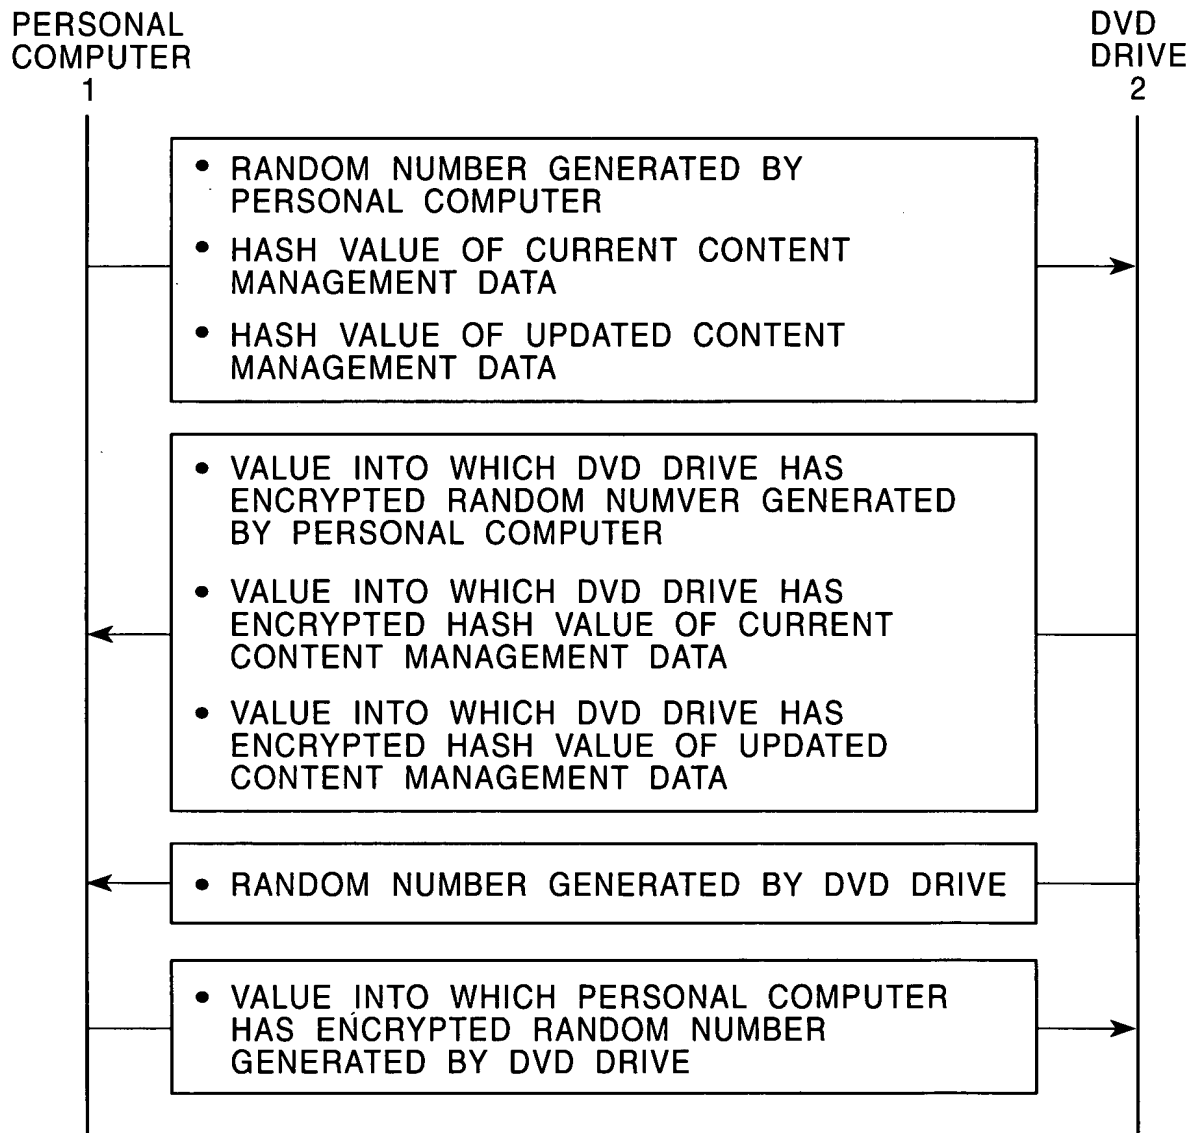 PERSONAL
COMPUTER
1
DVD
DRIVE
2
• RANDOM NUMBER GENERATED BY
PERSONAL COMPUTER
• HASH VALUE OF CURRENT CONTENT
MANAGEMENT DATA
• HASH VALUE OF UPDATED CONTENT
MANAGEMENT DATA
• VALUE INTO WHICH DVD DRIVE HAS
ENCRYPTED RANDOM NUMVER GENERATED
BY PERSONAL COMPUTER
• VALUE INTO WHICH DVD DRIVE HAS
ENCRYPTED HASH VALUE OF CURRENT
CONTENT MANAGEMENT DATA
• VALUE INTO WHICH DVD DRIVE HAS
ENCRYPTED HASH VALUE OF UPDATED
CONTENT MANAGEMENT DATA
• RANDOM NUMBER GENERATED BY DVD DRIVE
• VALUE INTO WHICH PERSONAL COMPUTER
HAS ENCRYPTED RANDOM NUMBER
GENERATED BY DVD DRIVE